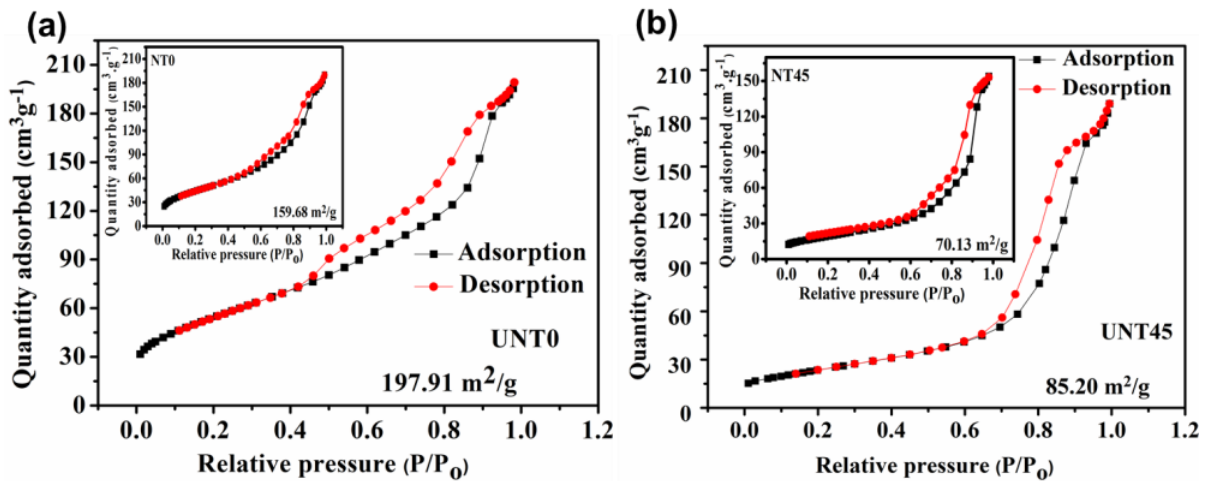 (a)
Quantity adsorbed (cm³g⁻¹)
210
180
150
120
90
60
30
0
0.0 0.2 0.4 0.6 0.8 1.0 1.2
Relative pressure (P/Po)
NT0
Quantity adsorbed (cm³.g⁻¹)
210
180
150
120
90
60
30
0
0.0 0.2 0.4 0.6 0.8 1.0
Relative pressure (P/Po)
159.68 m²/g
Adsorption
Desorption
UNT0
197.91 m²/g
(b)
Quantity adsorbed (cm³g⁻¹)
210
180
150
120
90
60
30
0
0.0 0.2 0.4 0.6 0.8 1.0 1.2
Relative pressure (P/Po)
NT45
Quantity adsorbed (cm³.g⁻¹)
150
120
90
60
30
0
0.0 0.2 0.4 0.6 0.8 1.0
Relative pressure (P/Po)
70.13 m²/g
Adsorption
Desorption
UNT45
85.20 m²/g